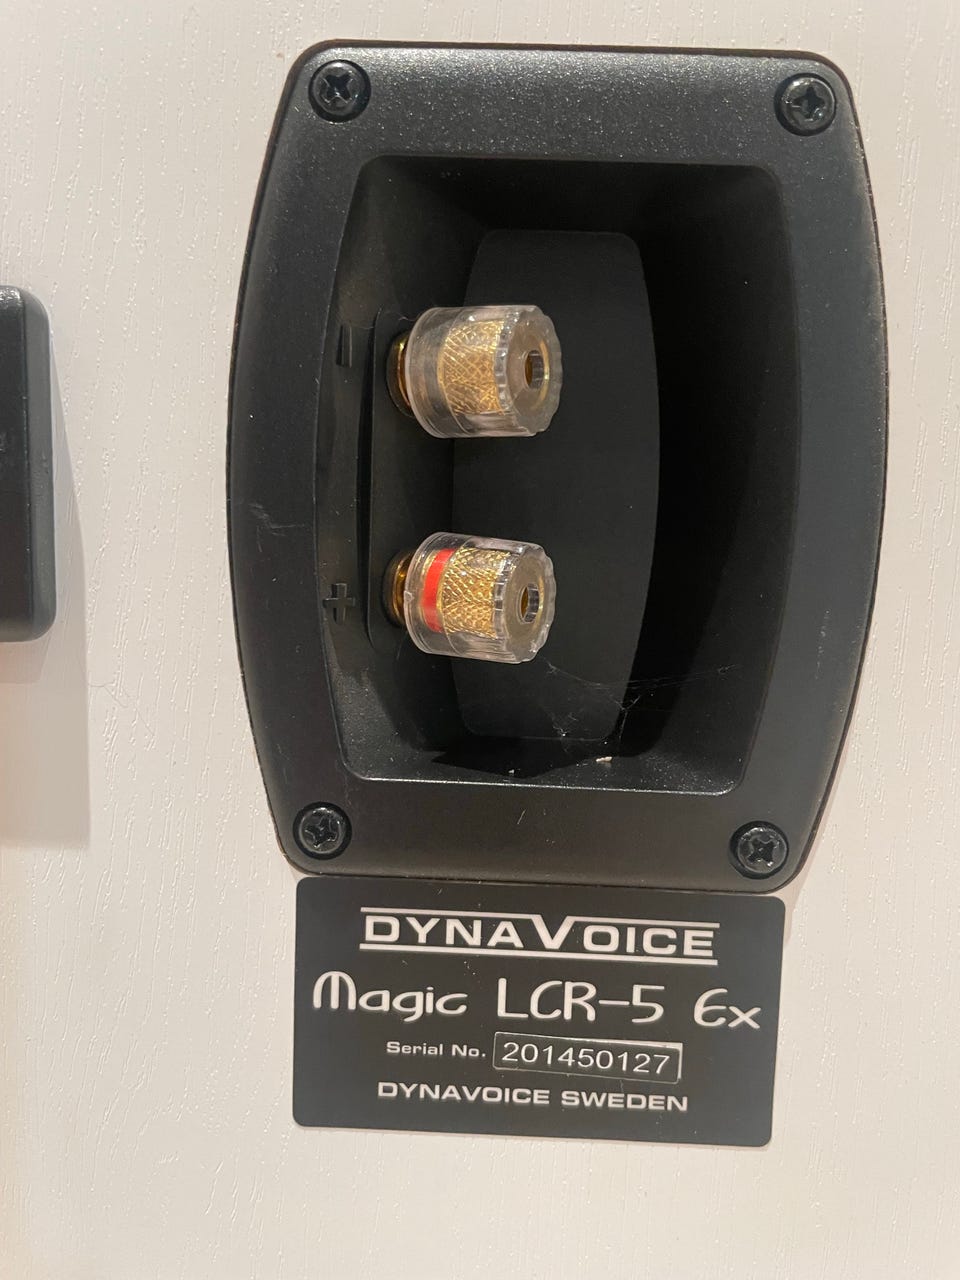 -
+
DYNAVOICE
Magic LCR-5 Ex
Serial No. 201450127
DYNAVOICE SWEDEN